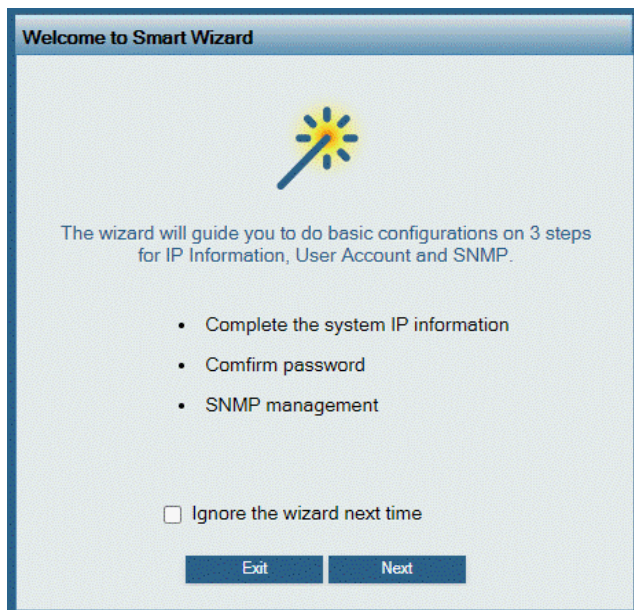 Welcome to Smart Wizard
The wizard will guide you to do basic configurations on 3 steps
for IP Information, User Account and SNMP.
• Complete the system IP information
• Comfirm password
• SNMP management
Ignore the wizard next time
Exit Next